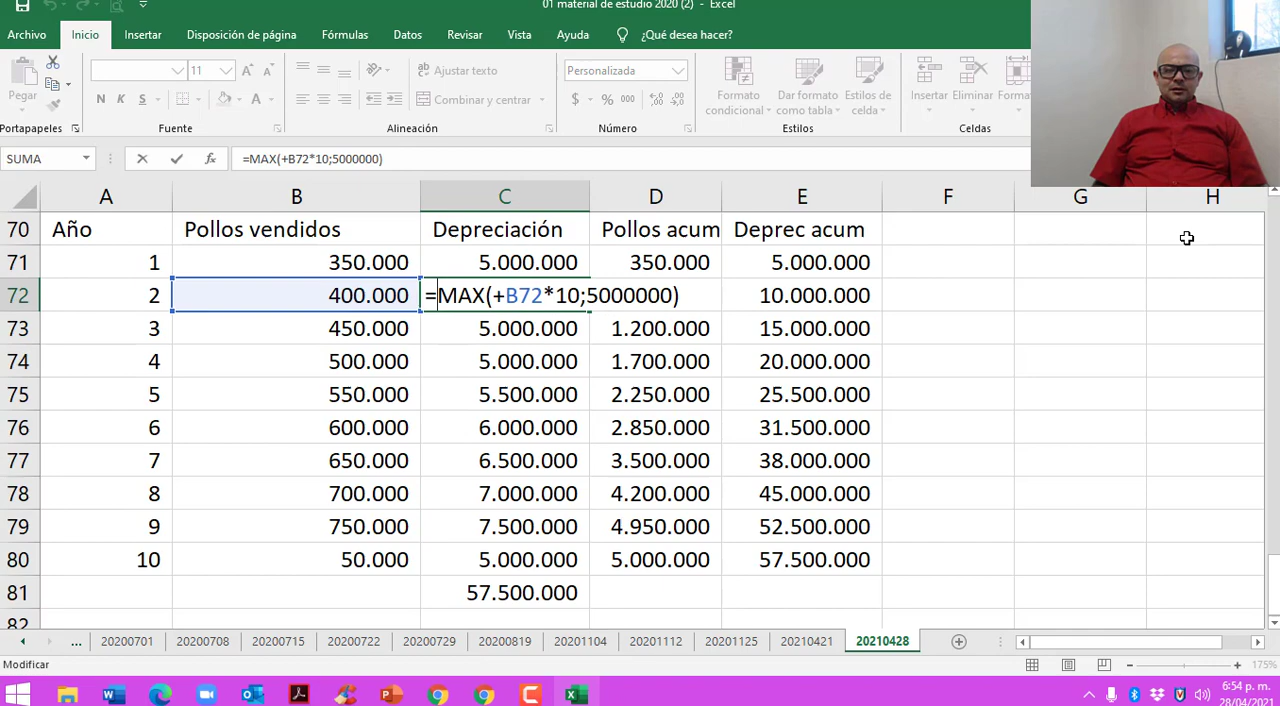 01 material de estudio 2020 (2) - Excel
Archivo Inicio Insertar Disposición de página Fórmulas Datos Revisar Vista Ayuda ¿Qué desea hacer?
Pegar
11
N K S
Ajustar texto
Combinar y centrar
Personalizada
$ % 000
Formato condicional
Dar formato como tabla
Estilos de celda
Insertar Eliminar Format
Portapapeles Fuente Alineación Número Estilos Celdas
SUMA =MAX(+B72*10;5000000)
A B C D E F G H
70 Año Pollos vendidos Depreciación Pollos acum Deprec acum
71 1 350.000 5.000.000 350.000 5.000.000
72 2 400.000 =MAX(+B72*10;5000000) 10.000.000
73 3 450.000 5.000.000 1.200.000 15.000.000
74 4 500.000 5.000.000 1.700.000 20.000.000
75 5 550.000 5.500.000 2.250.000 25.500.000
76 6 600.000 6.000.000 2.850.000 31.500.000
77 7 650.000 6.500.000 3.500.000 38.000.000
78 8 700.000 7.000.000 4.200.000 45.000.000
79 9 750.000 7.500.000 4.950.000 52.500.000
80 10 50.000 5.000.000 5.000.000 57.500.000
81 57.500.000
82
... 20200701 20200708 20200715 20200722 20200729 20200819 20201104 20201112 20201125 20210421 20210428
Modificar 175%
6:54 p. m.
28/04/2021